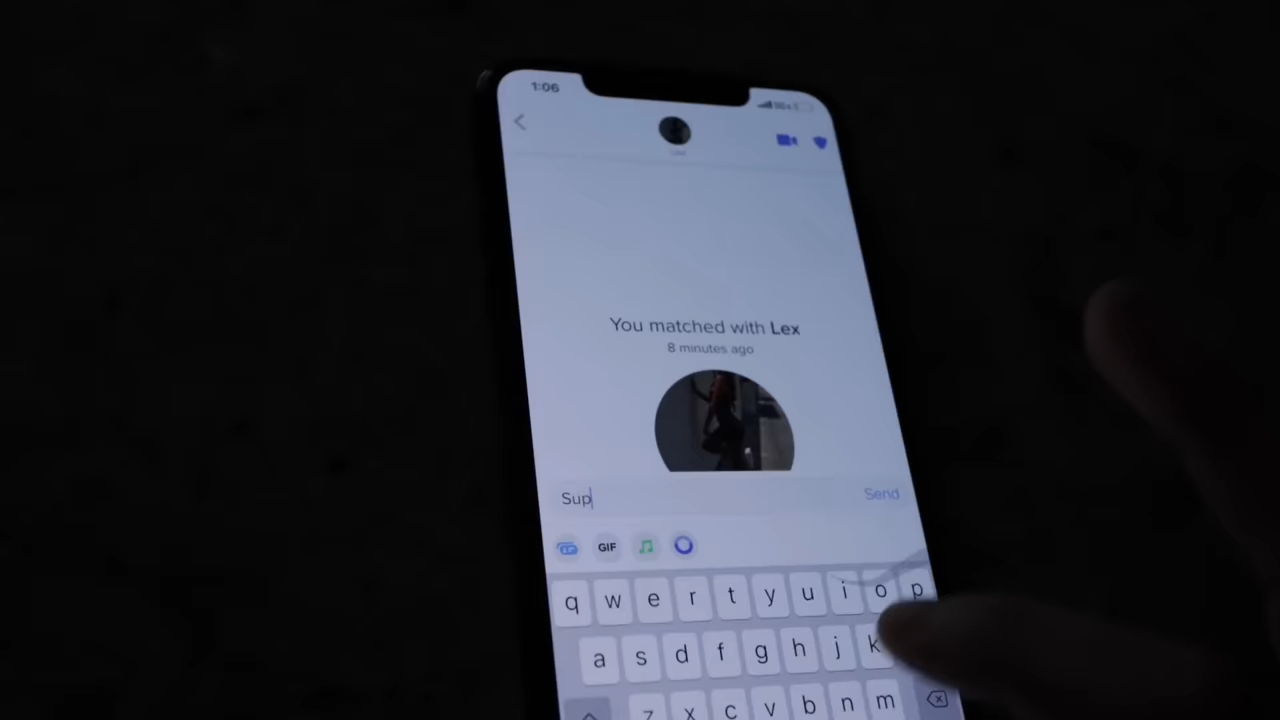 1:06
You matched with Lex
8 minutes ago
Sup
Send
GIF
q w e r t y u i o p
a s d f g h j k
z x c v b n m